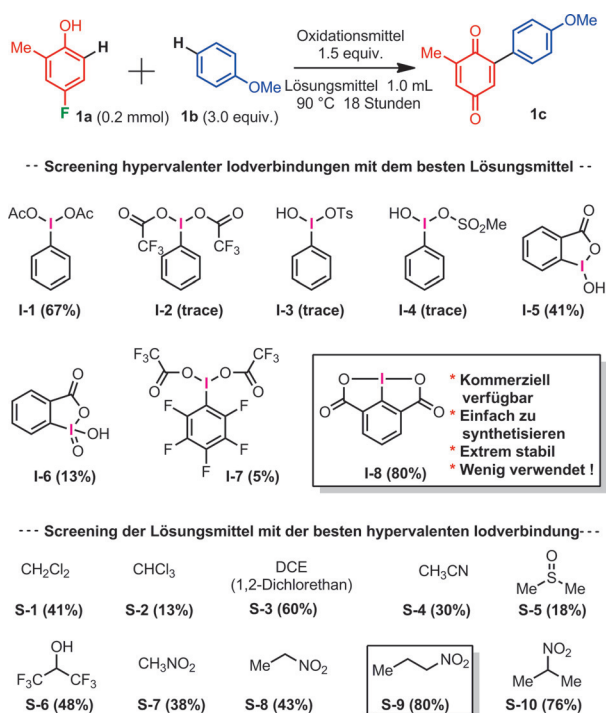 OH
Me
H
F
1a (0.2 mmol)
H
OMe
1b (3.0 equiv.)
Oxidationsmittel
1.5 equiv.
Lösungsmittel 1.0 mL
90 °C 18 Stunden
O
OMe
Me
O
1c
-- Screening hypervalenter Iodverbindungen mit dem besten Lösungsmittel --
AcO I OAc
I-1 (67%)
O O I O O
CF3 CF3
I-2 (trace)
HO I OTs
I-3 (trace)
HO I O SO2Me
I-4 (trace)
O
O
I
OH
I-5 (41%)
O
O
I OH
O
I-6 (13%)
F3C O O CF3
O I O
F F
F F
F
I-7 (5%)
O I O
O O
I-8 (80%)
* Kommerziell
verfügbar
* Einfach zu
synthetisieren
* Extrem stabil
* Wenig verwendet !
--- Screening der Lösungsmittel mit der besten hypervalenten Iodverbindung---
CH2Cl2
S-1 (41%)
CHCl3
S-2 (13%)
DCE
(1,2-Dichlorethan)
S-3 (60%)
CH3CN
S-4 (30%)
O
Me S Me
S-5 (18%)
OH
F3C CF3
S-6 (48%)
CH3NO2
S-7 (38%)
Me NO2
S-8 (43%)
Me NO2
S-9 (80%)
NO2
Me Me
S-10 (76%)